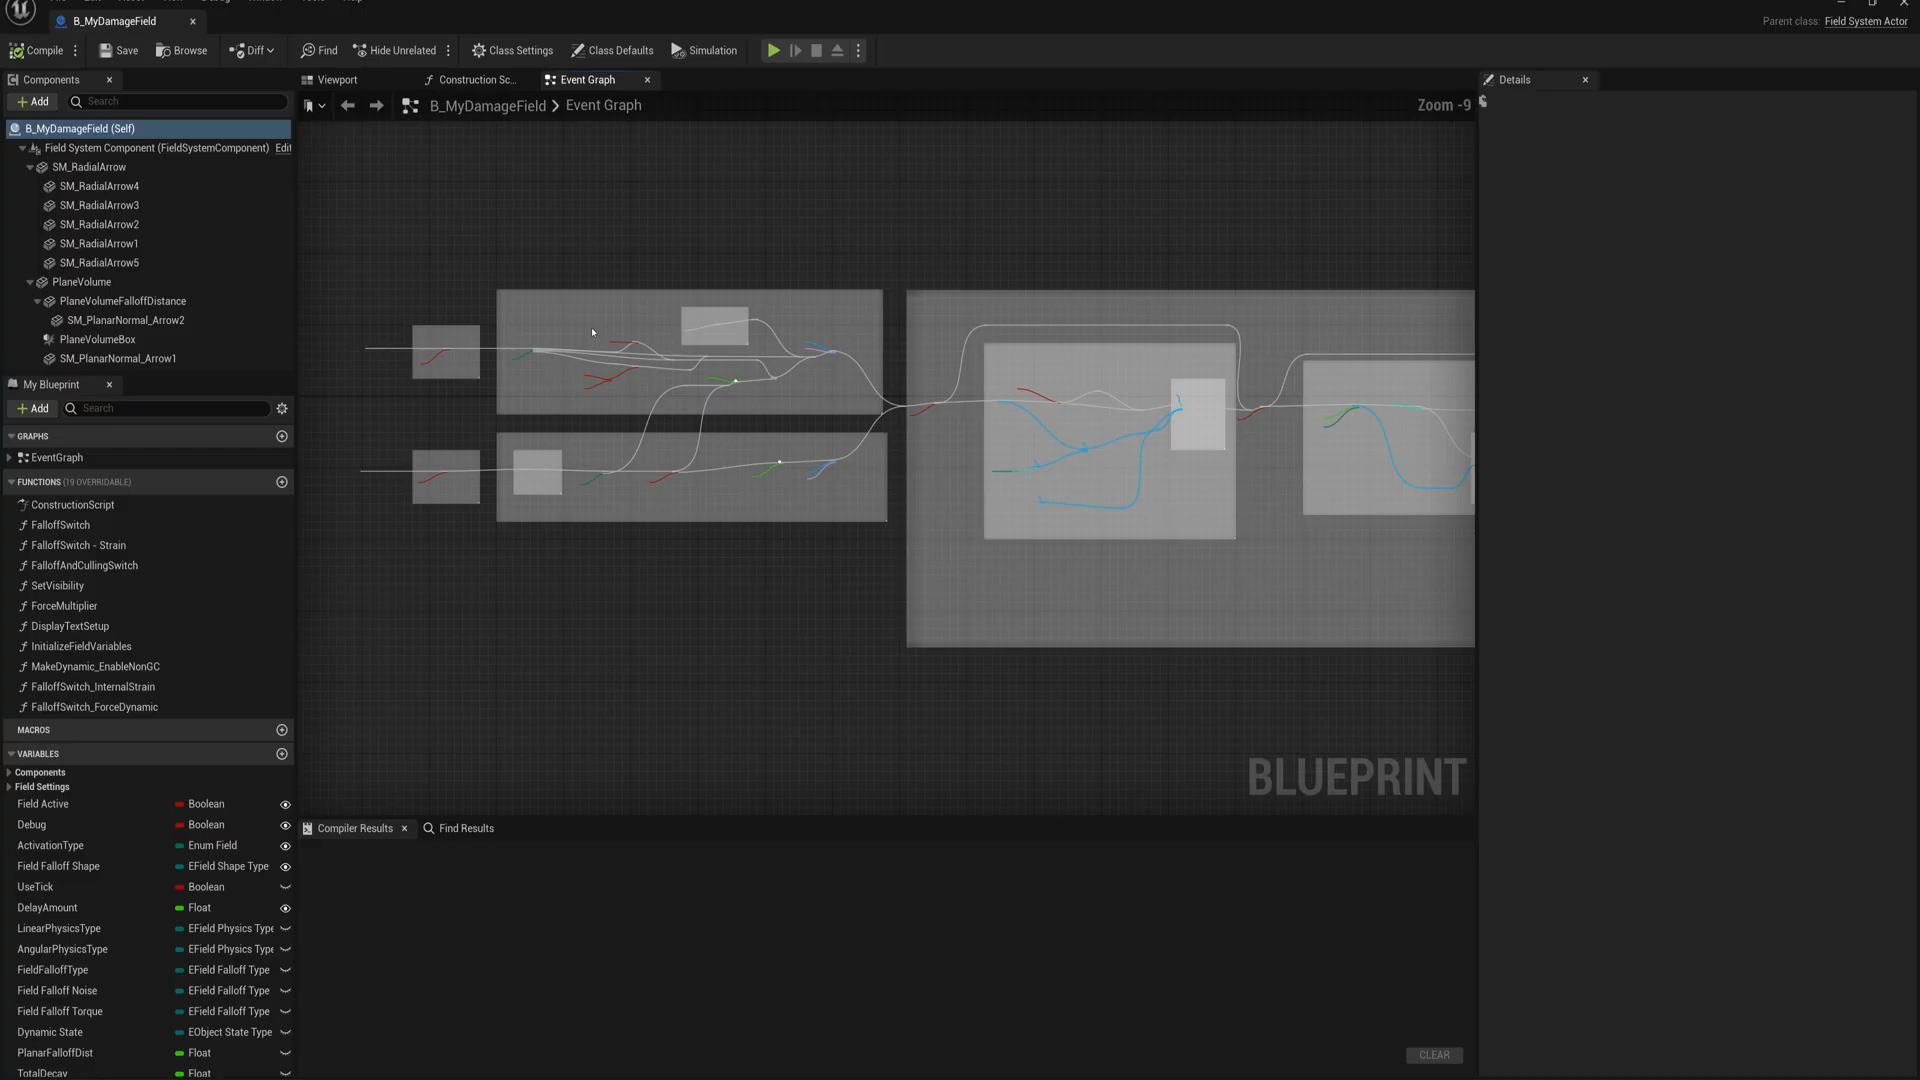 B_MyDamageField
Parent class: Field System Actor
Compile
Save
Browse
Diff
Find
Hide Unrelated
Class Settings
Class Defaults
Simulation
Components
Add
Search
B_MyDamageField (Self)
Field System Component (FieldSystemComponent) Edit
SM_RadialArrow
SM_RadialArrow4
SM_RadialArrow3
SM_RadialArrow2
SM_RadialArrow1
SM_RadialArrow5
PlaneVolume
PlaneVolumeFalloffDistance
SM_PlanarNormal_Arrow2
PlaneVolumeBox
SM_PlanarNormal_Arrow1
My Blueprint
Add
Search
GRAPHS
EventGraph
FUNCTIONS (19 OVERRIDABLE)
ConstructionScript
FalloffSwitch
FalloffSwitch - Strain
FalloffAndCullingSwitch
SetVisibility
ForceMultiplier
DisplayTextSetup
InitializeFieldVariables
MakeDynamic_EnableNonGC
FalloffSwitch_InternalStrain
FalloffSwitch_ForceDynamic
MACROS
VARIABLES
Components
Field Settings
Field Active Boolean
Debug Boolean
ActivationType Enum Field
Field Falloff Shape EField Shape Type
UseTick Boolean
DelayAmount Float
LinearPhysicsType EField Physics Type
AngularPhysicsType EField Physics Type
FieldFalloffType EField Falloff Type
Field Falloff Noise EField Falloff Type
Field Falloff Torque EField Falloff Type
Dynamic State EObject State Type
PlanarFalloffDist Float
TotalDecay Float
Viewport
Construction Sc...
Event Graph
B_MyDamageField > Event Graph
Zoom -9
BLUEPRINT
Compiler Results
Find Results
CLEAR
Details